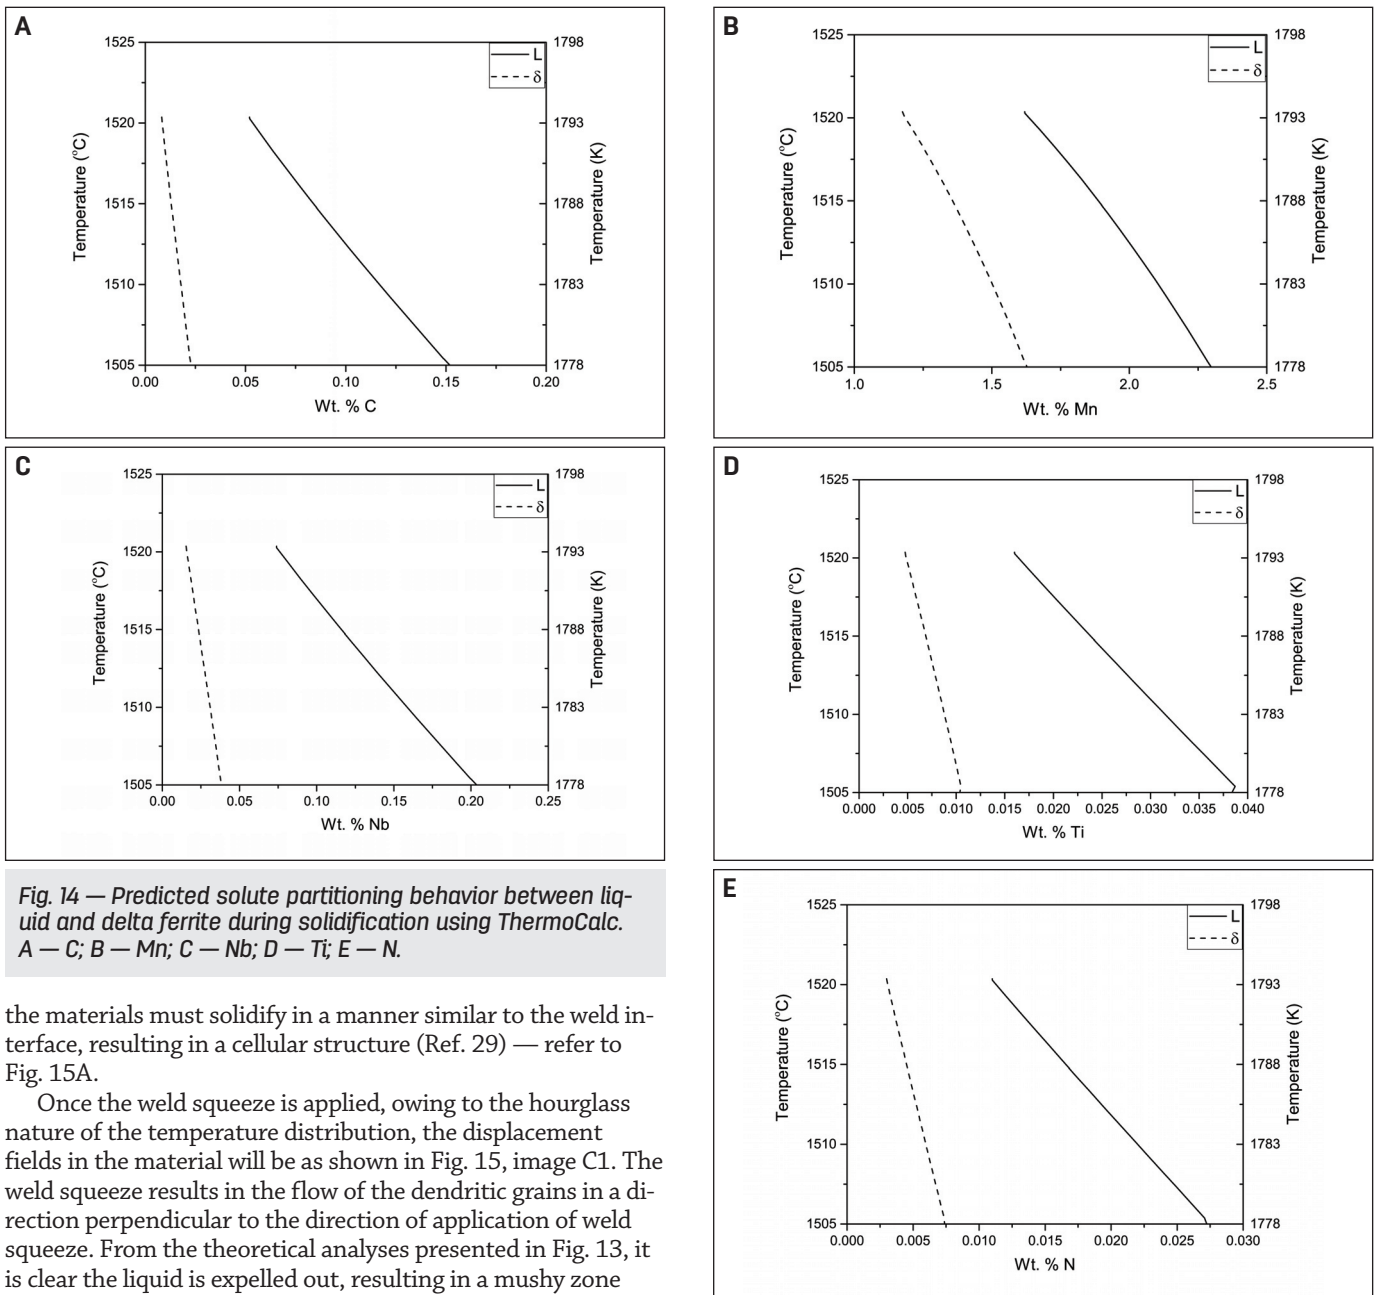 A
1525
1520
1515
1510
1505
Temperature (°C)
1798
1793
1788
1783
1778
Temperature (K)
L
δ
0.00 0.05 0.10 0.15 0.20
Wt. % C
B
1525
1520
1515
1510
1505
Temperature (°C)
1798
1793
1788
1783
1778
Temperature (K)
L
δ
1.0 1.5 2.0 2.5
Wt. % Mn
C
1525
1520
1515
1510
1505
Temperature (°C)
1798
1793
1788
1783
1778
Temperature (K)
L
δ
0.00 0.05 0.10 0.15 0.20 0.25
Wt. % Nb
D
1525
1520
1515
1510
1505
Temperature (°C)
1798
1793
1788
1783
1778
Temperature (K)
L
δ
0.000 0.005 0.010 0.015 0.020 0.025 0.030 0.035 0.040
Wt. % Ti
Fig. 14 — Predicted solute partitioning behavior between liq-
uid and delta ferrite during solidification using ThermoCalc.
A — C; B — Mn; C — Nb; D — Ti; E — N.
E
1525
1520
1515
1510
1505
Temperature (°C)
1798
1793
1788
1783
1778
Temperature (K)
L
δ
0.000 0.005 0.010 0.015 0.020 0.025 0.030
Wt. % N
the materials must solidify in a manner similar to the weld in-
terface, resulting in a cellular structure (Ref. 29) — refer to
Fig. 15A.
Once the weld squeeze is applied, owing to the hourglass
nature of the temperature distribution, the displacement
fields in the material will be as shown in Fig. 15, image C1. The
weld squeeze results in the flow of the dendritic grains in a di-
rection perpendicular to the direction of application of weld
squeeze. From the theoretical analyses presented in Fig. 13, it
is clear the liquid is expelled out, resulting in a mushy zone